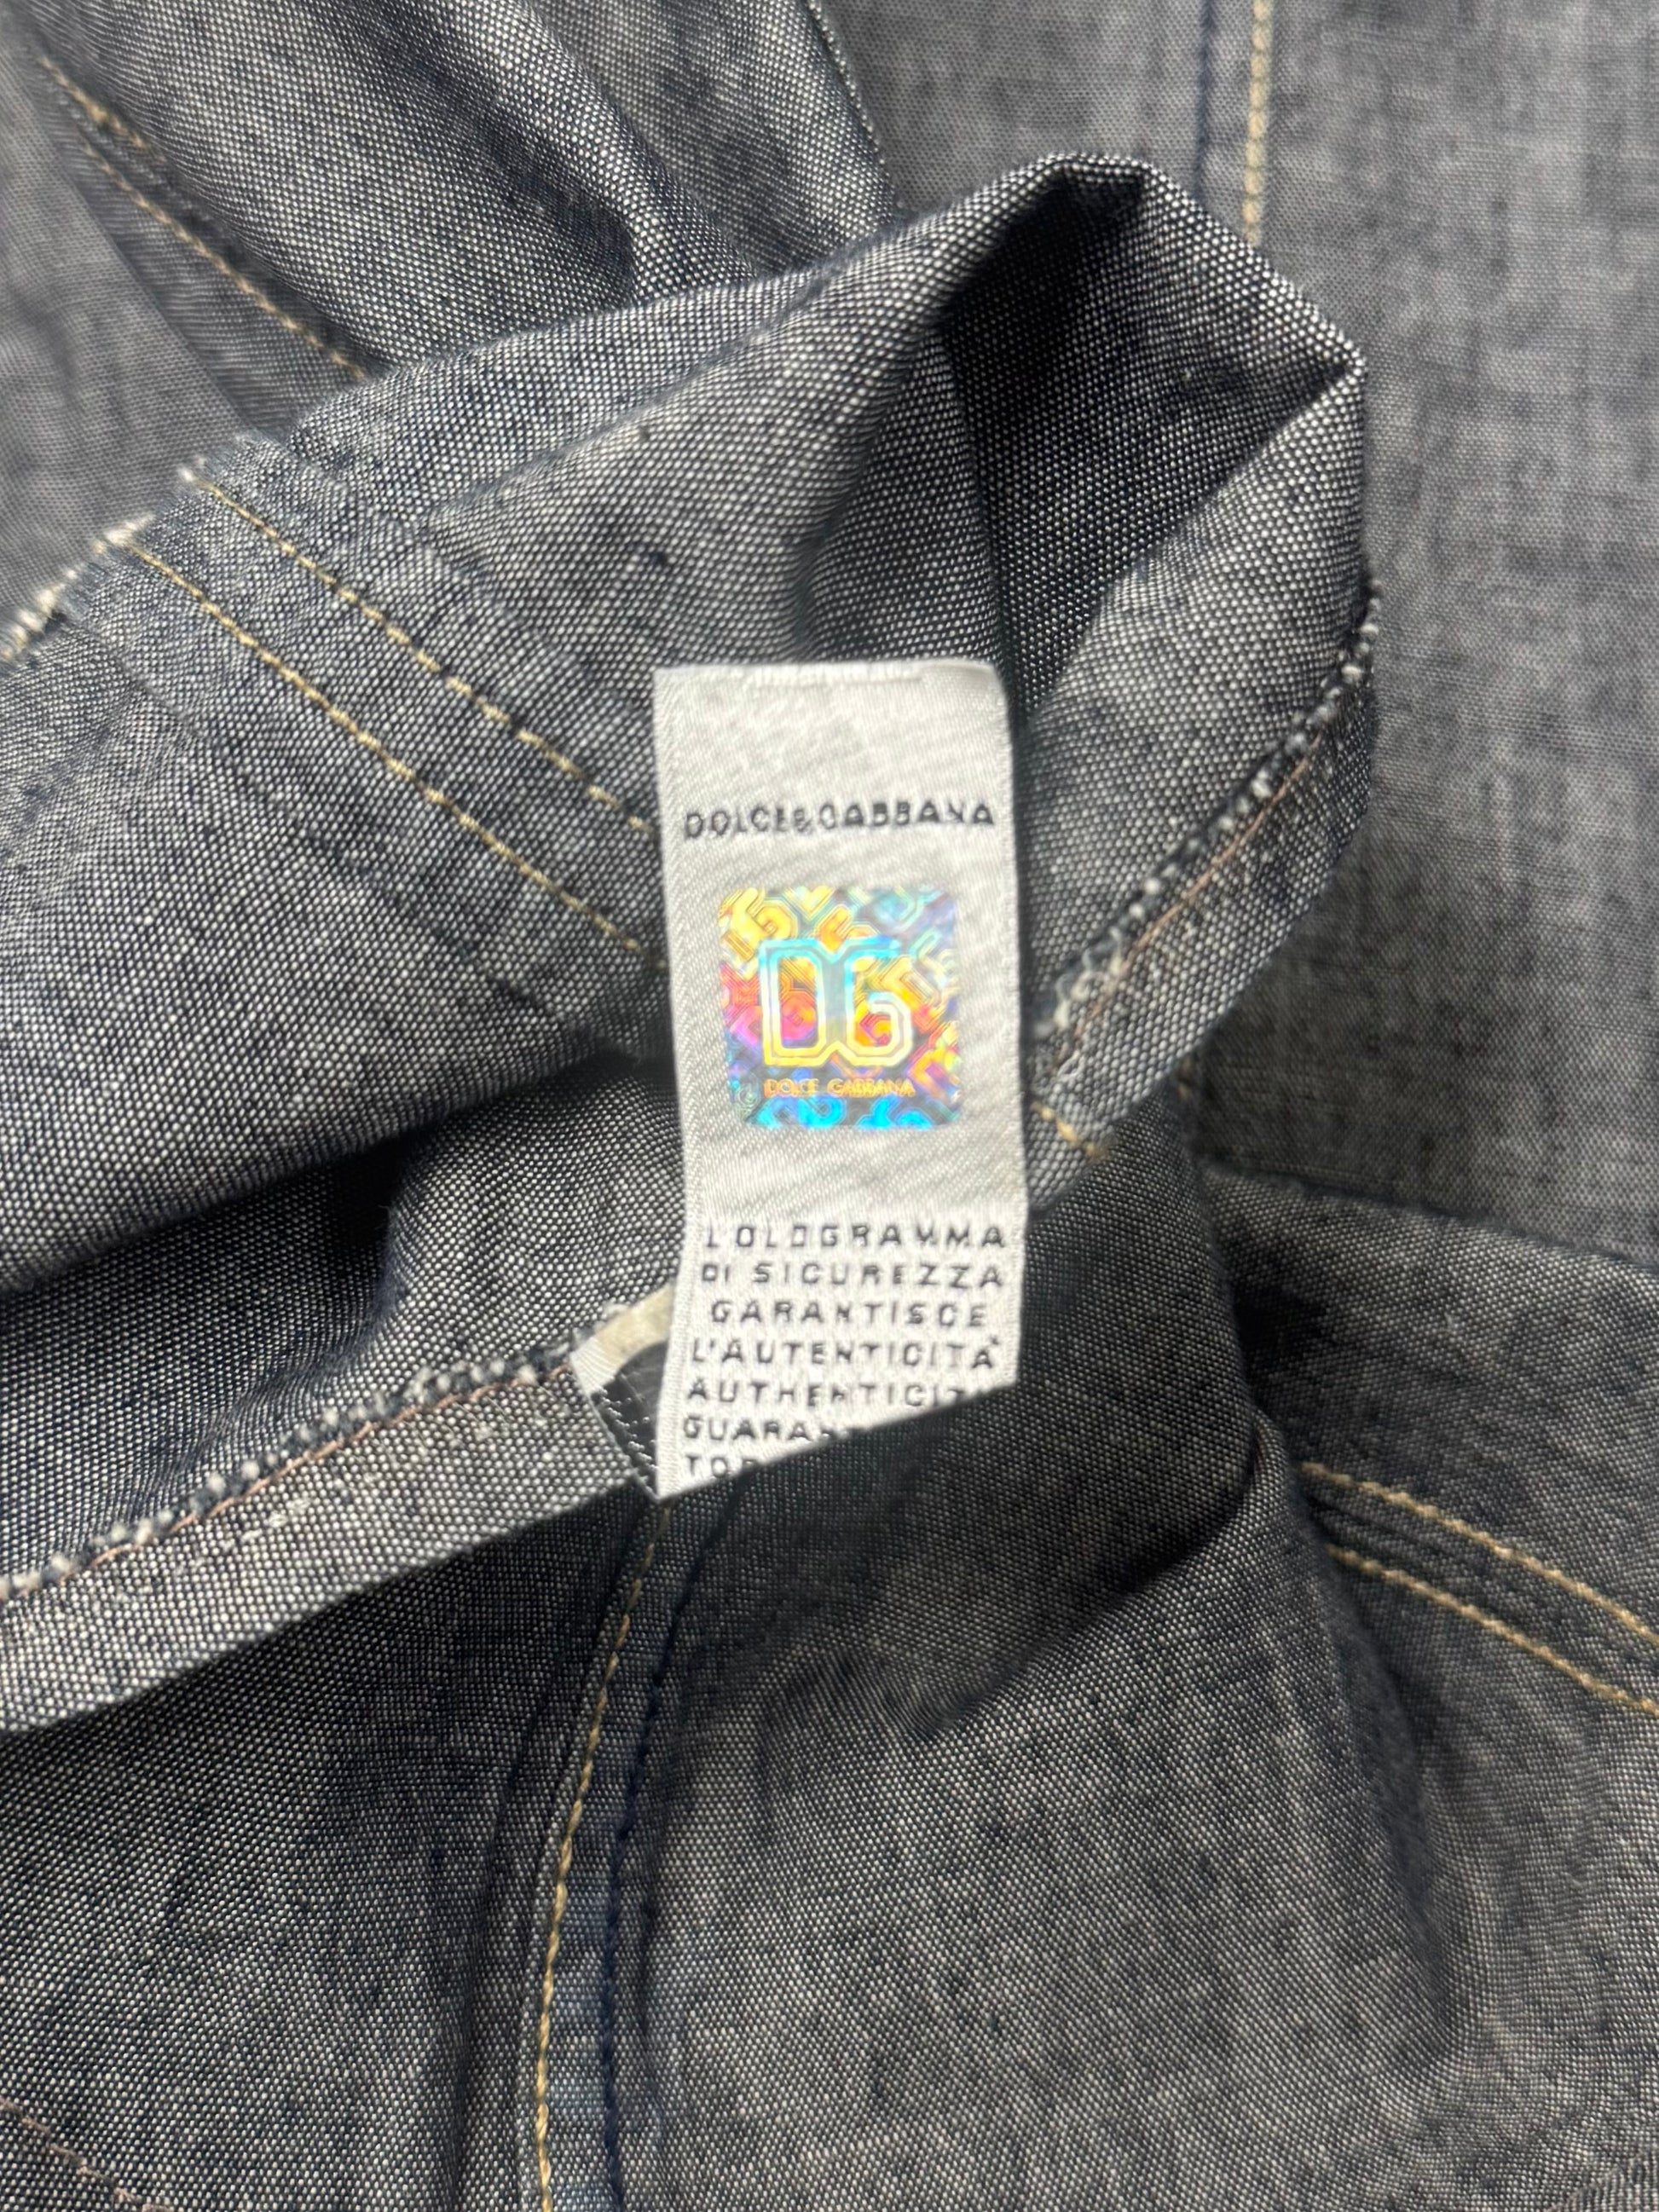 DOLCE&GABBANA
DG
DOLCE GABBANA
L'OLOGRAMMA
DI SICUREZZA
GARANTISCE
L'AUTENTICITÀ